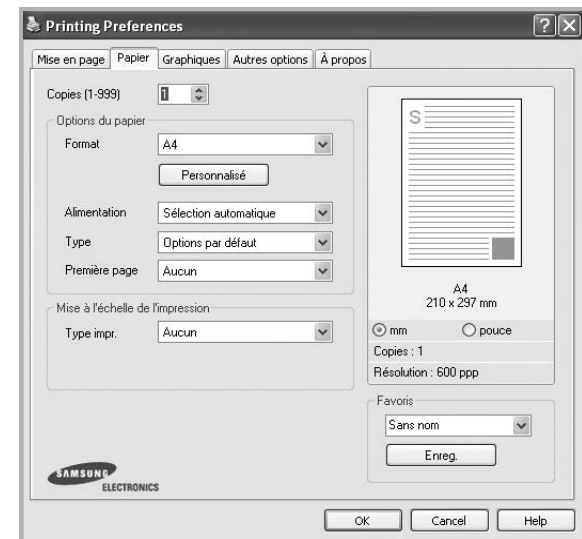 Printing Preferences
Mise en page Papier Graphiques Autres options À propos
Copies (1-999) 1
Options du papier
Format A4
Personnalisé
Alimentation Sélection automatique
Type Options par défaut
Première page Aucun
Mise à l'échelle de l'impression
Type impr. Aucun
S
A4
210 x 297 mm
mm pouce
Copies : 1
Résolution : 600 ppp
Favoris
Sans nom
Enreg.
SAMSUNG
ELECTRONICS
OK Cancel Help